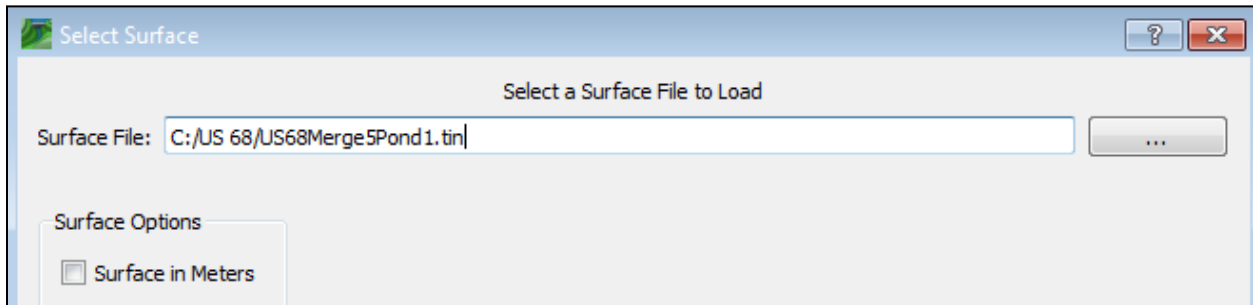 Select Surface
?
Select a Surface File to Load
Surface File: C:/US 68/US68Merge5Pond1.tin ...
Surface Options
Surface in Meters